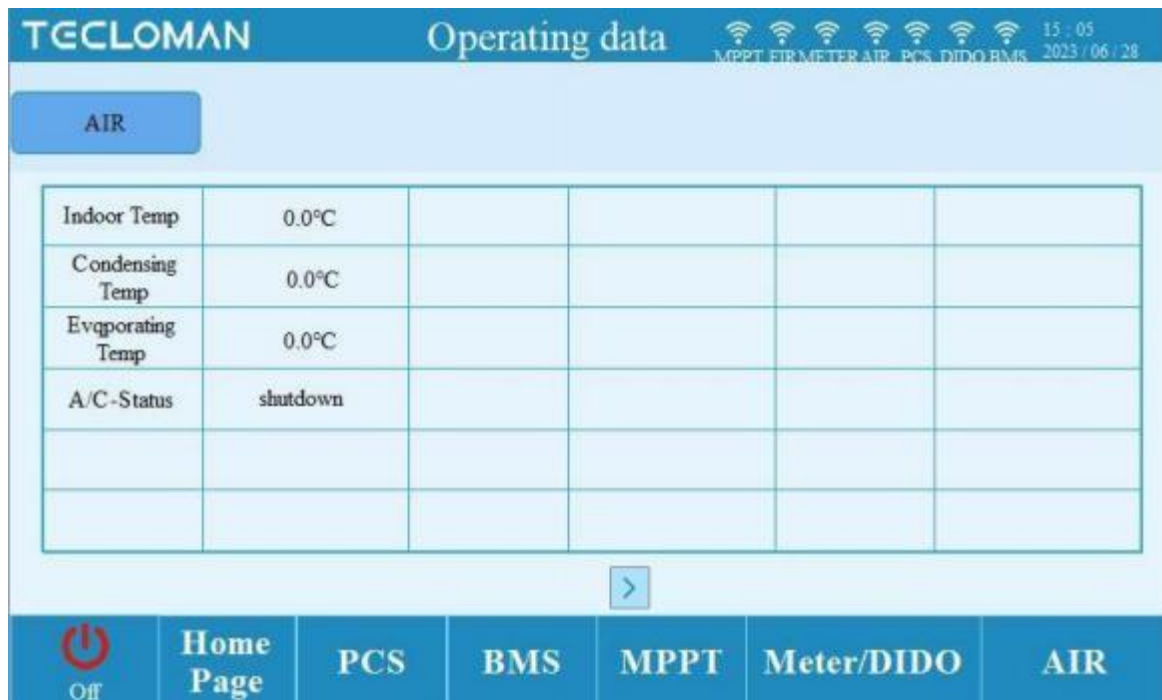 TECLOMAN Operating data 15 : 05
MPPT FIR METER AIR PCS DIDO BMS 2023 / 06 / 28
AIR
Indoor Temp 0.0°C
Condensing
Temp 0.0°C
Evqporating
Temp 0.0°C
A/C-Status shutdown
>
Off Home Page PCS BMS MPPT Meter/DIDO AIR